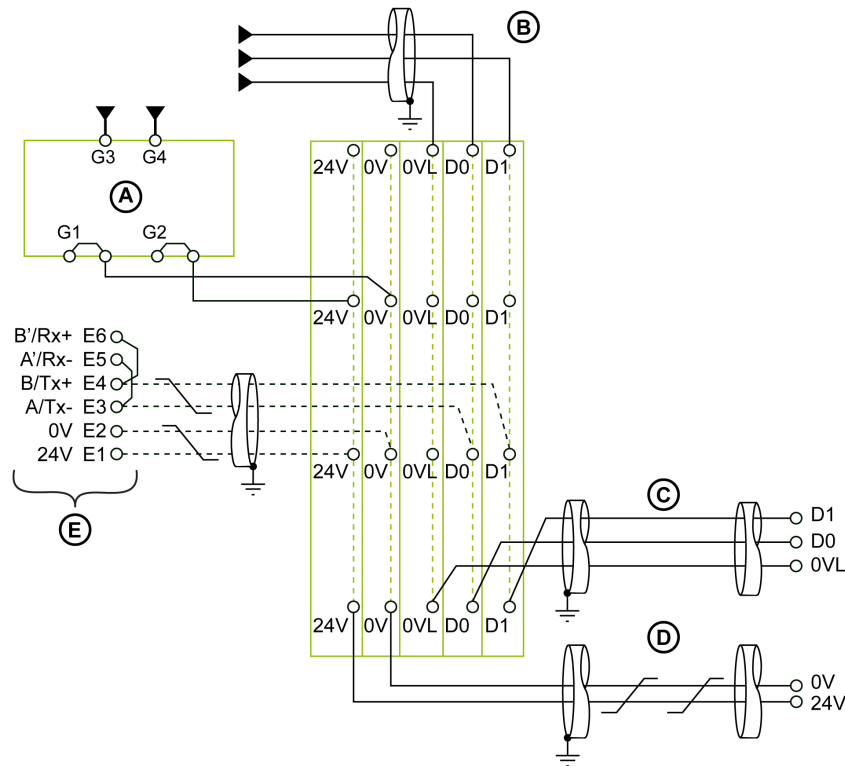 B
G3 G4
A
G1 G2
24V 0V 0VL D0 D1
24V 0V 0VL D0 D1
B'/Rx+ E6
A'/Rx- E5
B/Tx+ E4
A/Tx- E3
0V E2
24V E1
E
24V 0V 0VL D0 D1
C
D1
D0
0VL
24V 0V 0VL D0 D1
D
0V
24V